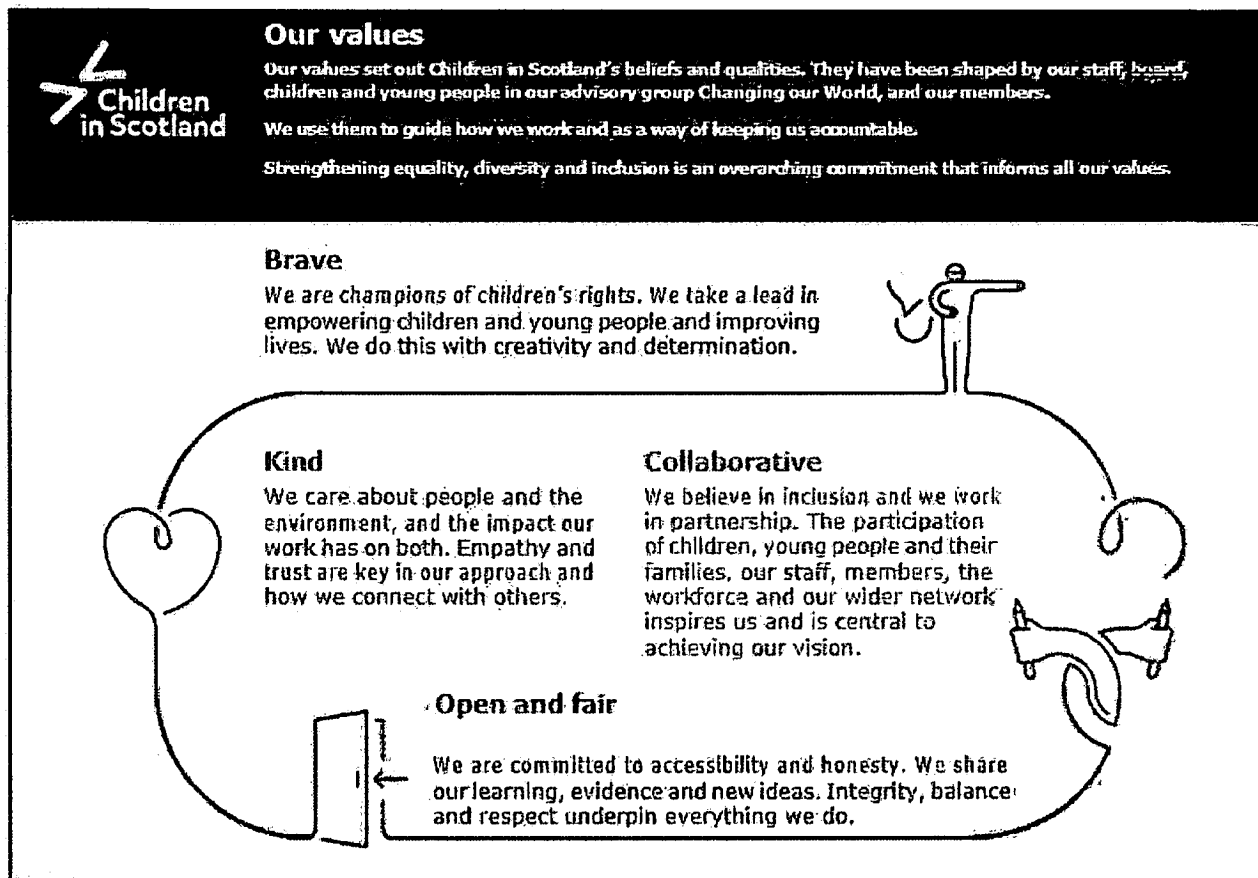 Children
in Scotland
Our values
Our values set out Children in Scotland's beliefs and qualities. They have been shaped by our staff, board,
children and young people in our advisory group Changing our World, and our members.
We use them to guide how we work and as a way of keeping us accountable.
Strengthening equality, diversity and inclusion is an overarching commitment that informs all our values.
Brave
We are champions of children's rights. We take a lead in
empowering children and young people and improving
lives. We do this with creativity and determination.
Kind
We care about people and the
environment, and the impact our
work has on both. Empathy and
trust are key in our approach and
how we connect with others.
Collaborative
We believe in inclusion and we work
in partnership. The participation
of children, young people and their
families, our staff, members, the
workforce and our wider network
inspires us and is central to
achieving our vision.
Open and fair
We are committed to accessibility and honesty. We share
our learning, evidence and new ideas. Integrity, balance
and respect underpin everything we do.